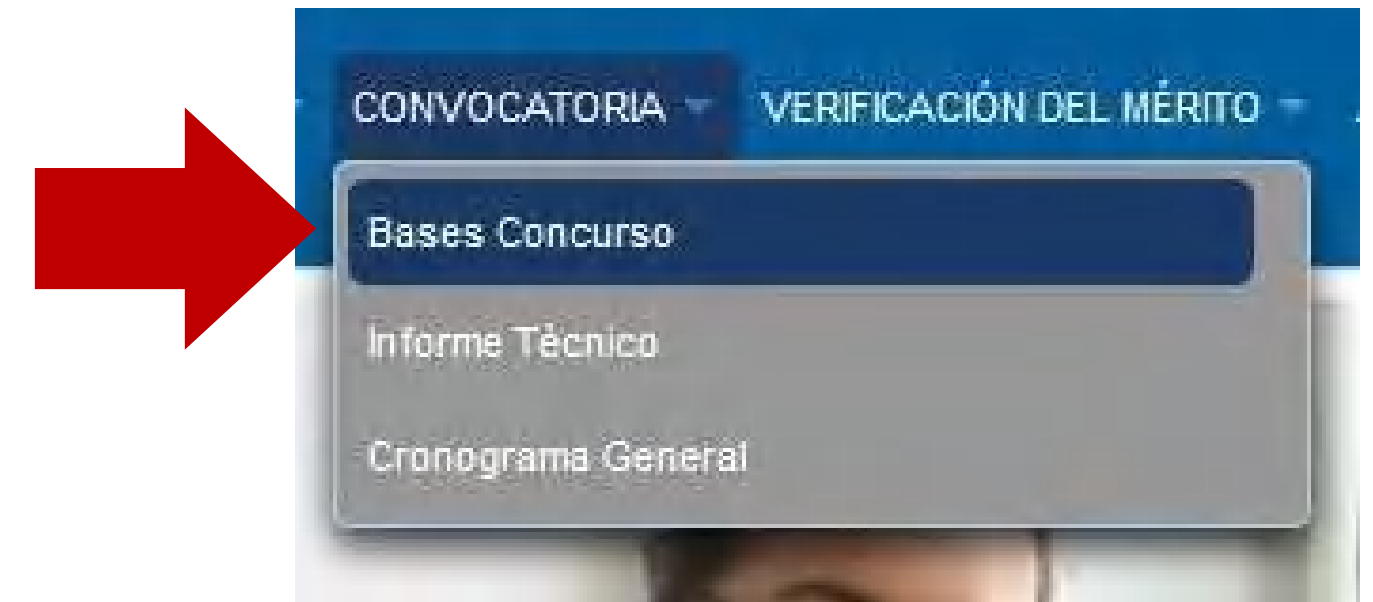 CONVOCATORIA VERIFICACIÓN DEL MÉRITO
Bases Concurso
Informe Técnico
Cronograma General